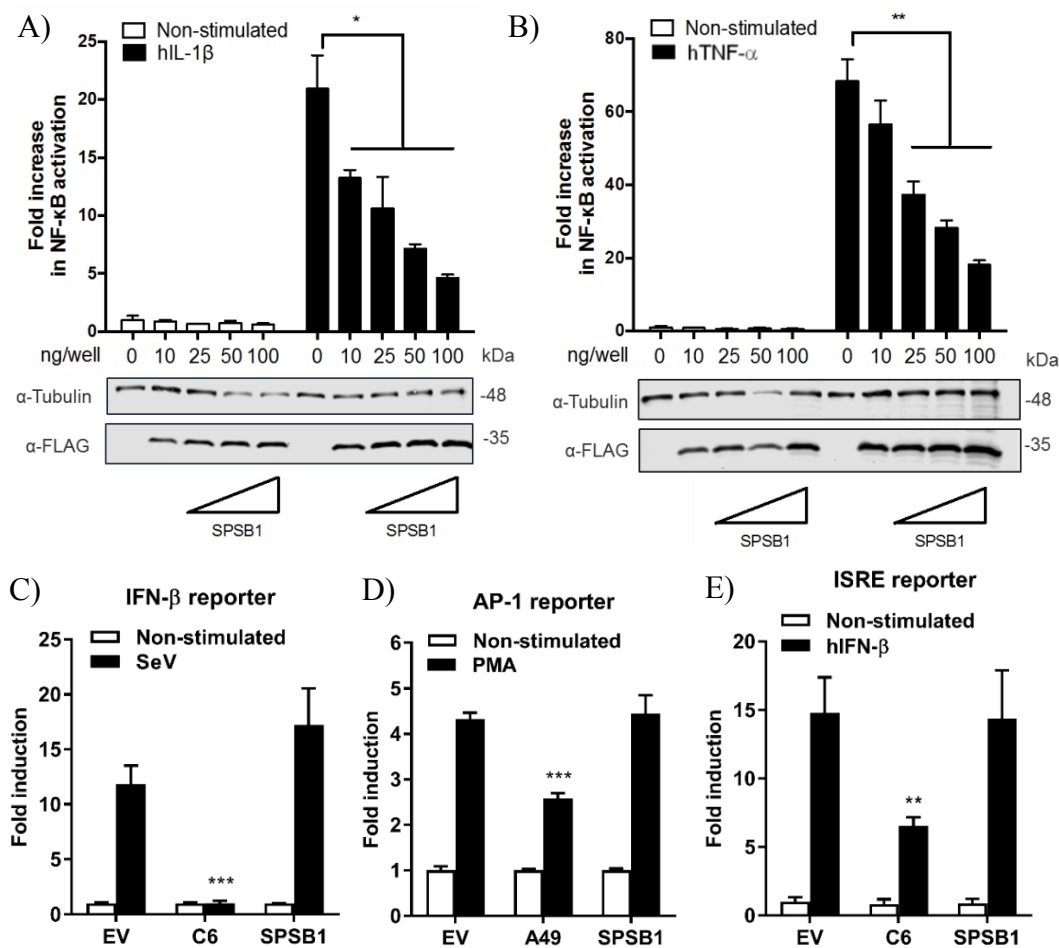 A)
Non-stimulated
hIL-1β
*
Fold increase
in NF-κB activation
25
20
15
10
5
0
ng/well 0 10 25 50 100 0 10 25 50 100 kDa
α-Tubulin -48
α-FLAG -35
SPSB1 SPSB1
B)
Non-stimulated
hTNF-α
**
Fold increase
in NF-κB activation
80
60
40
20
0
ng/well 0 10 25 50 100 0 10 25 50 100 kDa
α-Tubulin -48
α-FLAG -35
SPSB1 SPSB1
C)
IFN-β reporter
Non-stimulated
SeV
Fold induction
25
20
15
10
5
0
***
EV C6 SPSB1
D)
AP-1 reporter
Non-stimulated
PMA
Fold induction
6
5
4
2
1
0
***
EV A49 SPSB1
E)
ISRE reporter
Non-stimulated
hIFN-β
Fold induction
20
15
10
5
0
**
EV C6 SPSB1